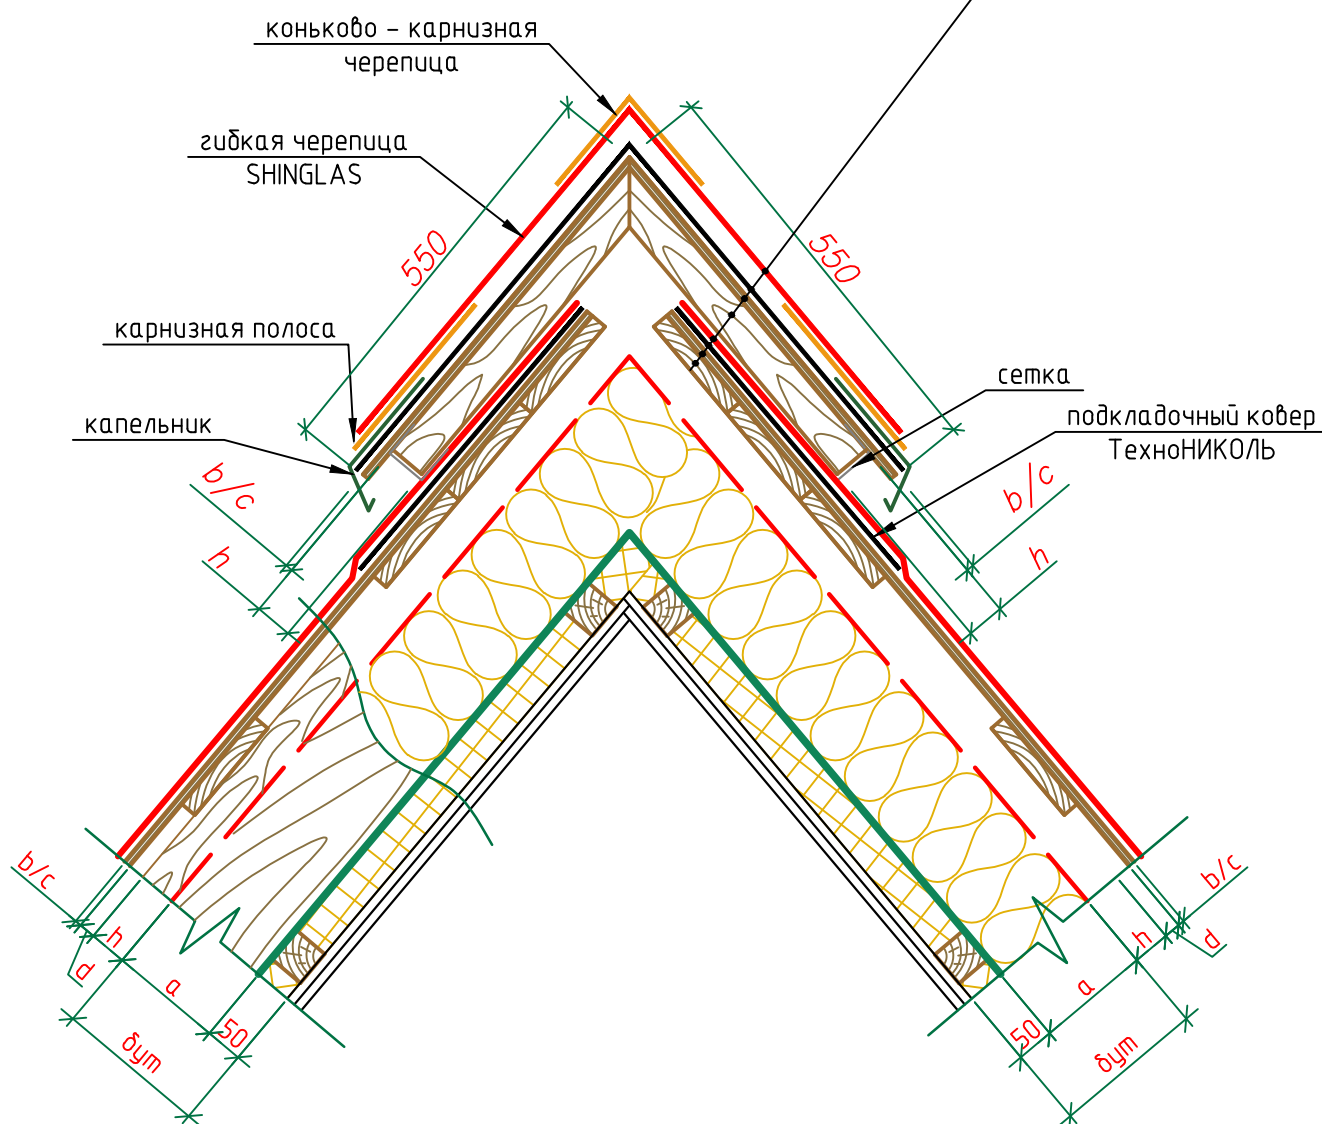 коньково - карнизная
черепица
гибкая черепица
SHINGLAS
550
550
карнизная полоса
сетка
капельник
подкладочный ковер
ТехноНИКОЛЬ
b/c
b/c
h
h
b/c
b/c
h
h
d
d
a
a
50
50
δут
δут